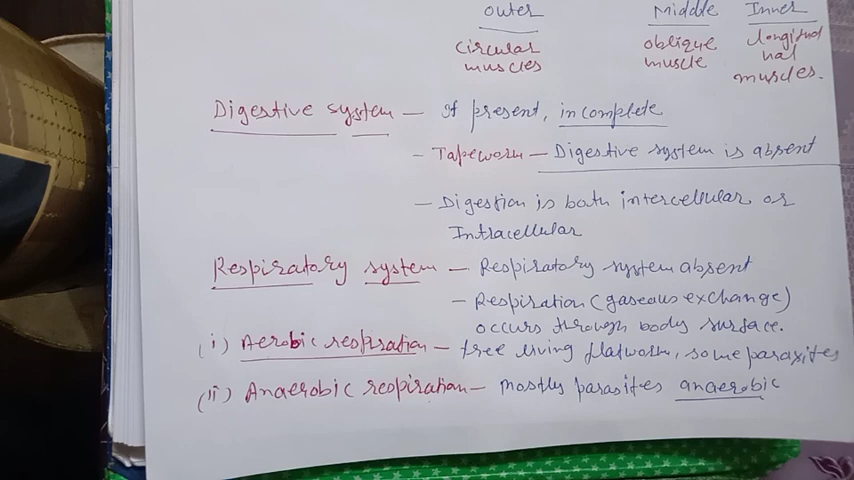 outer Middle Inner
circular oblique longitud
muscles muscle nal
muscles.
Digestive system — If present, incomplete
- Tapeworm — Digestive system is absent
- Digestion is both intercellular or
Intracellular
Respiratory system — Respiratory system absent
- Respiration (gaseous exchange)
occurs through body surface.
(i) Aerobic respiration — free living flatworm, some parasites
(ii) Anaerobic respiration — mostly parasites anaerobic